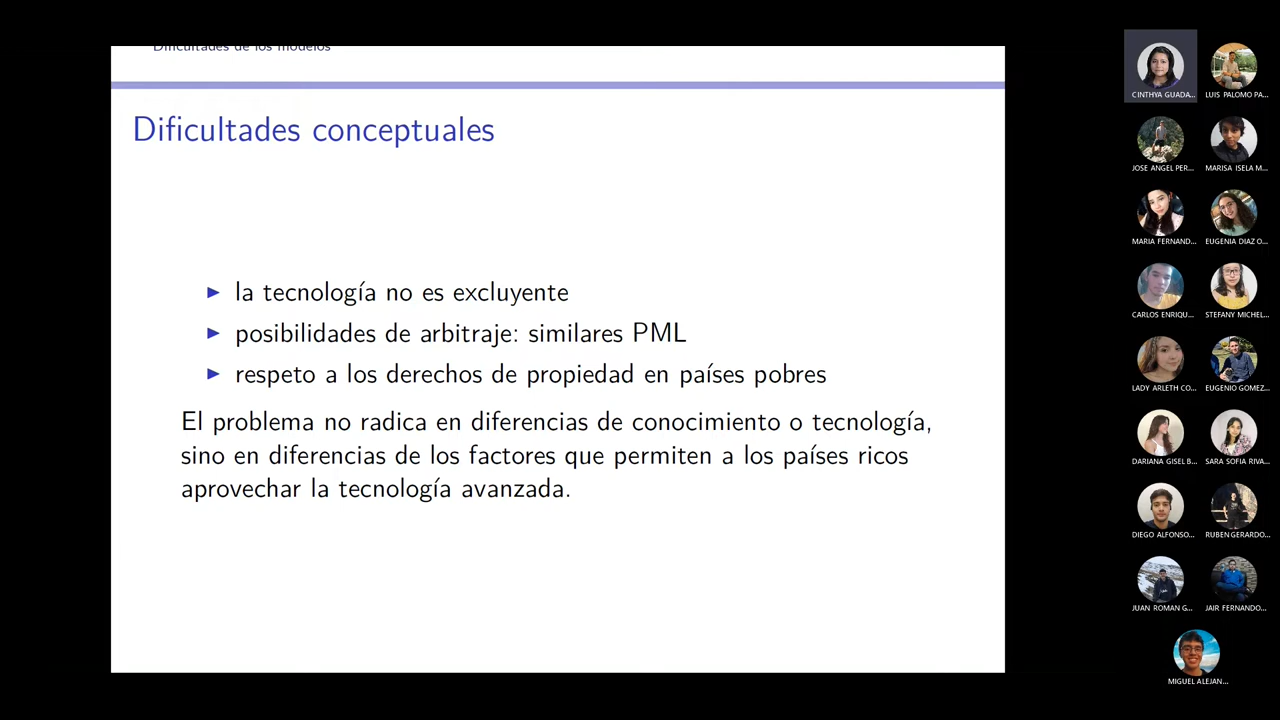 Dificultades de los modelos
Dificultades conceptuales
la tecnología no es excluyente
posibilidades de arbitraje: similares PML
respeto a los derechos de propiedad en países pobres
El problema no radica en diferencias de conocimiento o tecnología,
sino en diferencias de los factores que permiten a los países ricos
aprovechar la tecnología avanzada.
CINTHYA GUADA...
LUIS PALOMO PA...
JOSE ANGEL PER...
MARISA ISELA M...
MARIA FERNAND...
EUGENIA DIAZ O...
CARLOS ENRIQU...
STEFANY MICHEL...
LADY ARLETH CO...
EUGENIO GOMEZ...
DARIANA GISEL B...
SARA SOFIA RIVA...
DIEGO ALFONSO...
RUBEN GERARDO...
JUAN ROMAN G...
JAIR FERNANDO...
MIGUEL ALEJAN...